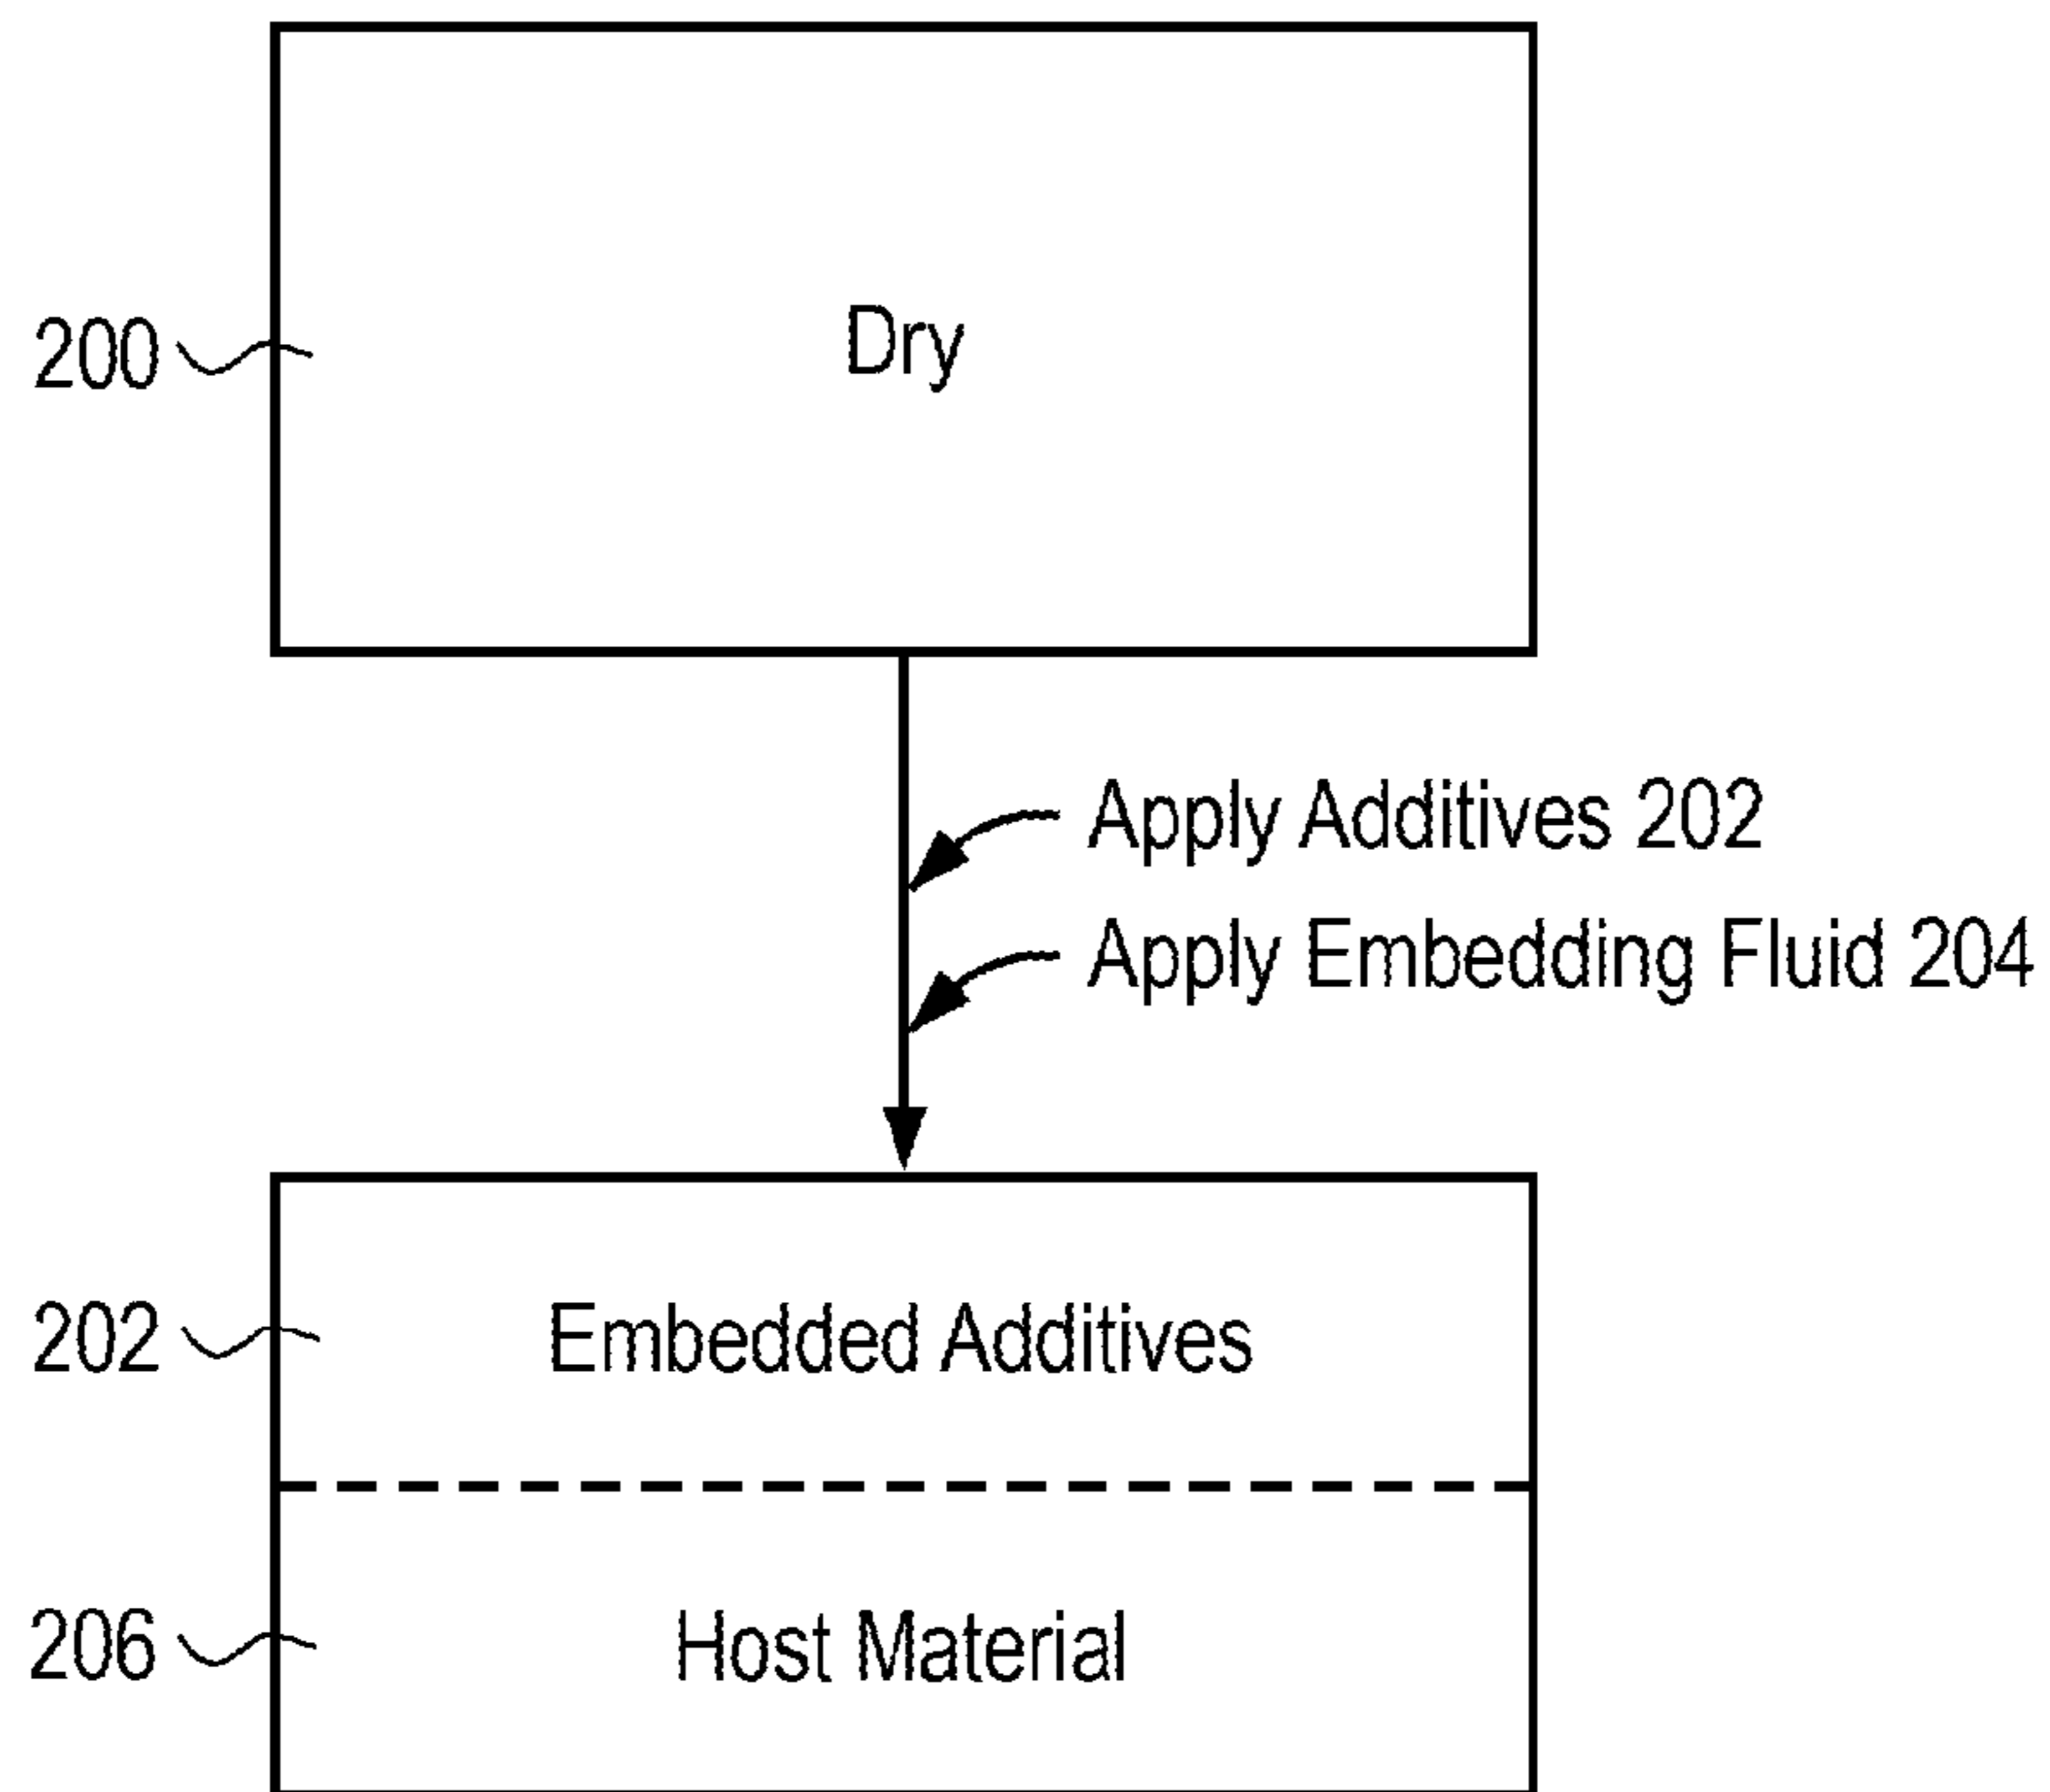 200
Dry
Apply Additives 202
Apply Embedding Fluid 204
202
Embedded Additives
206
Host Material